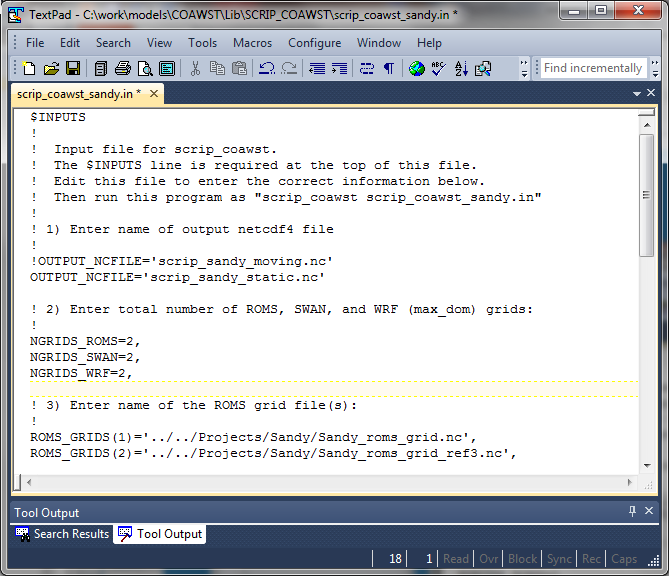 TextPad - C:\work\models\COAWST\Lib\SCRIP_COAWST\scrip_coawst_sandy.in *
File Edit Search View Tools Macros Configure Window Help
Find incrementally
scrip_coawst_sandy.in *
$INPUTS
!
!  Input file for scrip_coawst.
!  The $INPUTS line is required at the top of this file.
!  Edit this file to enter the correct information below.
!  Then run this program as "scrip_coawst scrip_coawst_sandy.in"
!
! 1) Enter name of output netcdf4 file
!
!OUTPUT_NCFILE='scrip_sandy_moving.nc'
OUTPUT_NCFILE='scrip_sandy_static.nc'
! 2) Enter total number of ROMS, SWAN, and WRF (max_dom) grids:
!
NGRIDS_ROMS=2,
NGRIDS_SWAN=2,
NGRIDS_WRF=2,
! 3) Enter name of the ROMS grid file(s):
!
ROMS_GRIDS(1)='../../Projects/Sandy/Sandy_roms_grid.nc',
ROMS_GRIDS(2)='../../Projects/Sandy/Sandy_roms_grid_ref3.nc',
Tool Output
Search Results Tool Output
18 1 Read Ovr Block Sync Rec Caps